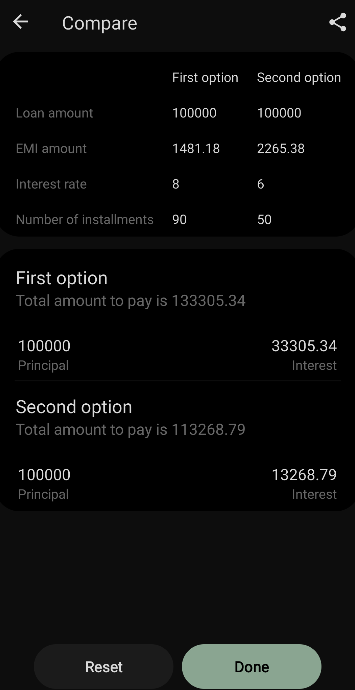 Compare
First option Second option
Loan amount 100000 100000
EMI amount 1481.18 2265.38
Interest rate 8 6
Number of installments 90 50
First option
Total amount to pay is 133305.34
100000 33305.34
Principal Interest
Second option
Total amount to pay is 113268.79
100000 13268.79
Principal Interest
Reset Done